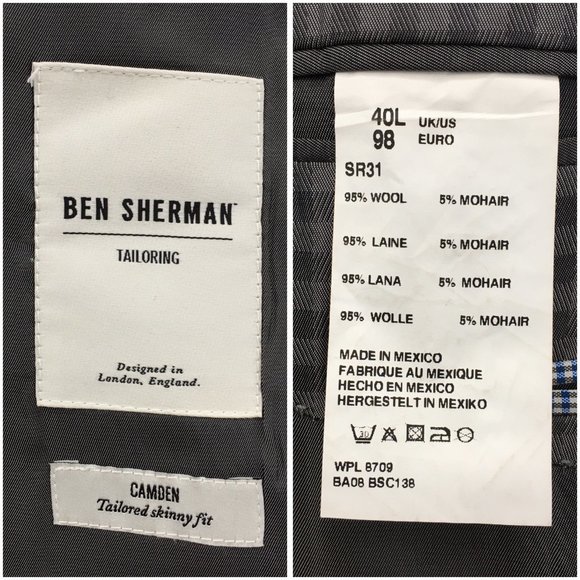 BEN SHERMAN™
TAILORING
Designed in
London, England.
CAMDEN
Tailored skinny fit
40L UK/US
98 EURO
SR31
95% WOOL 5% MOHAIR
95% LAINE 5% MOHAIR
95% LANA 5% MOHAIR
95% WOLLE 5% MOHAIR
MADE IN MEXICO
FABRIQUE AU MEXIQUE
HECHO EN MEXICO
HERGESTELT IN MEXIKO
30
WPL 8709
BA08 BSC138